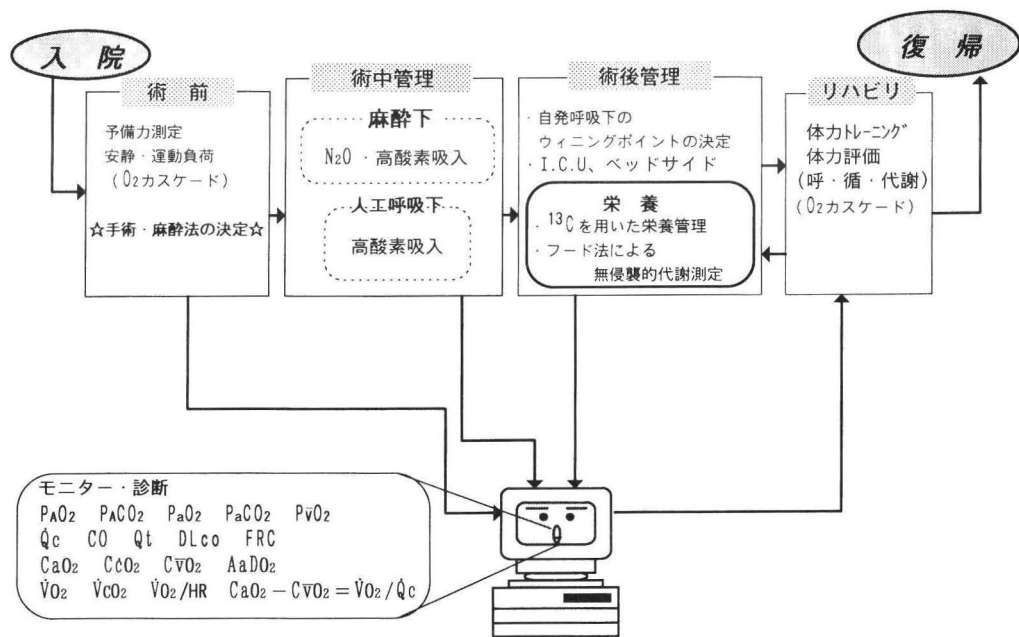 入 院
復 帰
術 前
予備力測定
安静・運動負荷
(O₂カスケード)
☆手術・麻酔法の決定☆
術中管理
麻酔下
N₂O・高酸素吸入
人工呼吸下
高酸素吸入
術後管理
・自発呼吸下の
ウィニングポイントの決定
・I.C.U、ベッドサイド
栄 養
・¹³Cを用いた栄養管理
・フード法による
無侵襲的代謝測定
リハビリ
体力トレーニング
体力評価
(呼・循・代謝)
(O₂カスケード)
モニター・診断
PAO₂ PACO₂ PaO₂ PaCO₂ Pv̄O₂
Q̇c CO Qt DLco FRC
CaO₂ CćO₂ Cv̄O₂ AaDO₂
V̇O₂ V̇CO₂ V̇O₂/HR CaO₂−Cv̄O₂=V̇O₂/Q̇c